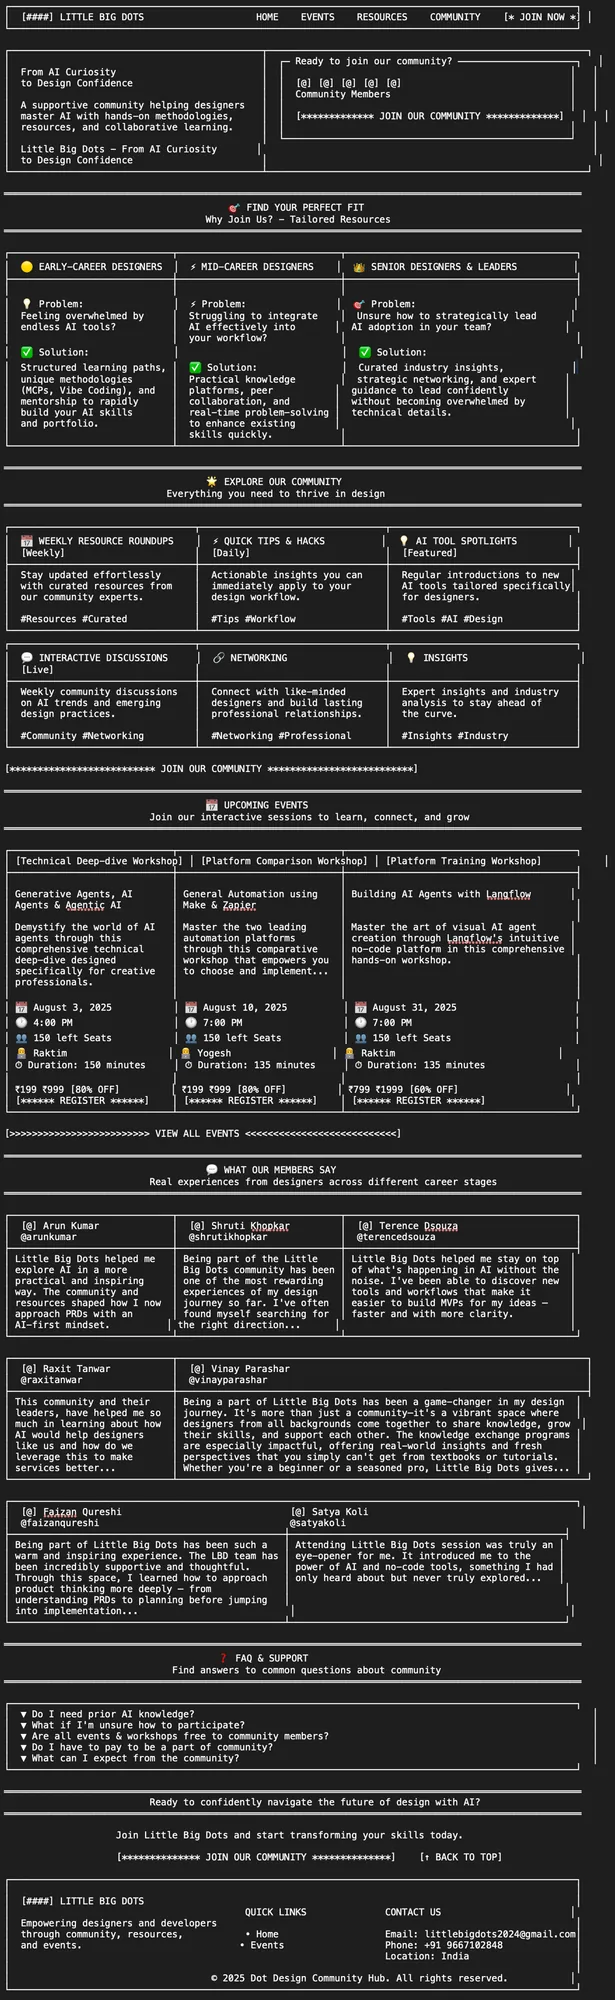 [####] LITTLE BIG DOTS HOME EVENTS RESOURCES COMMUNITY [* JOIN NOW *]
Ready to join our community?
From AI Curiosity
to Design Confidence
[@] [@] [@] [@] [@]
Community Members
A supportive community helping designers
master AI with hands-on methodologies,
resources, and collaborative learning.
[************* JOIN OUR COMMUNITY *************]
Little Big Dots – From AI Curiosity
to Design Confidence
🎯 FIND YOUR PERFECT FIT
Why Join Us? – Tailored Resources
🟡 EARLY-CAREER DESIGNERS
💡 Problem:
Feeling overwhelmed by
endless AI tools?
✅ Solution:
Structured learning paths,
unique methodologies
(MCPs, Vibe Coding), and
mentorship to rapidly
build your AI skills
and portfolio.
⚡ MID-CAREER DESIGNERS
⚡ Problem:
Struggling to integrate
AI effectively into
your workflow?
✅ Solution:
Practical knowledge
platforms, peer
collaboration, and
real-time problem-solving
to enhance existing
skills quickly.
👑 SENIOR DESIGNERS & LEADERS
🎯 Problem:
Unsure how to strategically lead
AI adoption in your team?
✅ Solution:
Curated industry insights,
strategic networking, and expert
guidance to lead confidently
without becoming overwhelmed by
technical details.
🌟 EXPLORE OUR COMMUNITY
Everything you need to thrive in design
📅 WEEKLY RESOURCE ROUNDUPS
[Weekly]
Stay updated effortlessly
with curated resources from
our community experts.
#Resources #Curated
⚡ QUICK TIPS & HACKS
[Daily]
Actionable insights you can
immediately apply to your
design workflow.
#Tips #Workflow
💡 AI TOOL SPOTLIGHTS
[Featured]
Regular introductions to new
AI tools tailored specifically
for designers.
#Tools #AI #Design
💬 INTERACTIVE DISCUSSIONS
[Live]
Weekly community discussions
on AI trends and emerging
design practices.
#Community #Networking
🔗 NETWORKING
Connect with like-minded
designers and build lasting
professional relationships.
#Networking #Professional
💡 INSIGHTS
Expert insights and industry
analysis to stay ahead of
the curve.
#Insights #Industry
[************************** JOIN OUR COMMUNITY **************************]
📅 UPCOMING EVENTS
Join our interactive sessions to learn, connect, and grow
[Technical Deep-dive Workshop] | [Platform Comparison Workshop] | [Platform Training Workshop]
Generative Agents, AI
Agents & Agentic AI
Demystify the world of AI
agents through this
comprehensive technical
deep-dive designed
specifically for creative
professionals.
📅 August 3, 2025
🕐 4:00 PM
👥 150 left Seats
👨‍💼 Raktim
⏱ Duration: 150 minutes
₹199 ₹999 [80% OFF]
[****** REGISTER ******]
General Automation using
Make & Zapier
Master the two leading
automation platforms
through this comparative
workshop that empowers you
to choose and implement...
📅 August 10, 2025
🕐 7:00 PM
👥 150 left Seats
👨‍💼 Yogesh
⏱ Duration: 135 minutes
₹199 ₹999 [80% OFF]
[****** REGISTER ******]
Building AI Agents with Langflow
Master the art of visual AI agent
creation through Langflow's intuitive
no-code platform in this comprehensive
hands-on workshop.
📅 August 31, 2025
🕐 7:00 PM
👥 150 left Seats
👨‍💼 Raktim
⏱ Duration: 135 minutes
₹799 ₹1999 [60% OFF]
[****** REGISTER ******]
[>>>>>>>>>>>>>>>>>>>>>>>>> VIEW ALL EVENTS <<<<<<<<<<<<<<<<<<<<<<<<<<<]
💬 WHAT OUR MEMBERS SAY
Real experiences from designers across different career stages
[@] Arun Kumar
@arunkumar
Little Big Dots helped me
explore AI in a more
practical and inspiring
way. The community and
resources shaped how I now
approach PRDs with an
AI-first mindset.
[@] Shruti Khopkar
@shrutikhopkar
Being part of the Little
Big Dots community has been
one of the most rewarding
experiences of my design
journey so far. I've often
found myself searching for
the right direction...
[@] Terence Dsouza
@terencedsouza
Little Big Dots helped me stay on top
of what's happening in AI without the
noise. I've been able to discover new
tools and workflows that make it
easier to build MVPs for my ideas –
faster and with more clarity.
[@] Raxit Tanwar
@raxitanwar
This community and their
leaders, have helped me so
much in learning about how
AI would help designers
like us and how do we
leverage this to make
services better...
[@] Vinay Parashar
@vinayparashar
Being a part of Little Big Dots has been a game-changer in my design
journey. It's more than just a community—it's a vibrant space where
designers from all backgrounds come together to share knowledge, grow
their skills, and support each other. The knowledge exchange programs
are especially impactful, offering real-world insights and fresh
perspectives that you simply can't get from textbooks or tutorials.
Whether you're a beginner or a seasoned pro, Little Big Dots gives...
[@] Faizan Qureshi
@faizanqureshi
Being part of Little Big Dots has been such a
warm and inspiring experience. The LBD team has
been incredibly supportive and thoughtful.
Through this space, I learned how to approach
product thinking more deeply – from
understanding PRDs to planning before jumping
into implementation...
[@] Satya Koli
@satyakoli
Attending Little Big Dots session was truly an
eye-opener for me. It introduced me to the
power of AI and no-code tools, something I had
only heard about but never truly explored...
❓ FAQ & SUPPORT
Find answers to common questions about community
▼ Do I need prior AI knowledge?
▼ What if I'm unsure how to participate?
▼ Are all events & workshops free to community members?
▼ Do I have to pay to be a part of community?
▼ What can I expect from the community?
Ready to confidently navigate the future of design with AI?
Join Little Big Dots and start transforming your skills today.
[************** JOIN OUR COMMUNITY **************] [↑ BACK TO TOP]
[####] LITTLE BIG DOTS
Empowering designers and developers
through community, resources,
and events.
QUICK LINKS
• Home
• Events
CONTACT US
Email: littlebigdots2024@gmail.com
Phone: +91 9667102848
Location: India
© 2025 Dot Design Community Hub. All rights reserved.